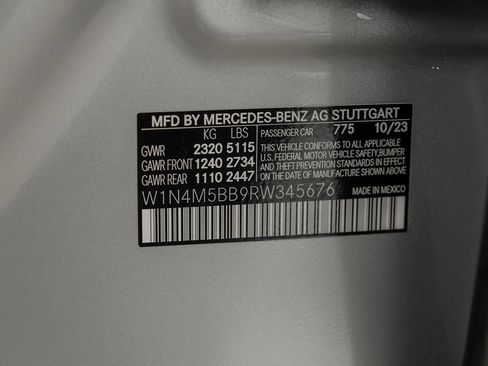 MFD BY MERCEDES-BENZ AG STUTTGART
KG LBS PASSENGER CAR 775 10/23
GVWR 2320 5115
GAWR FRONT 1240 2734
GAWR REAR 1110 2447
THIS VEHICLE CONFORMS TO ALL APPLICABLE
U.S. FEDERAL MOTOR VEHICLE SAFETY, BUMPER
AND THEFT PREVENTION STANDARDS IN EFFECT
ON THE DATE OF MANUFACTURE SHOWN ABOVE.
W1N4M5BB9RW345676 MADE IN MEXICO